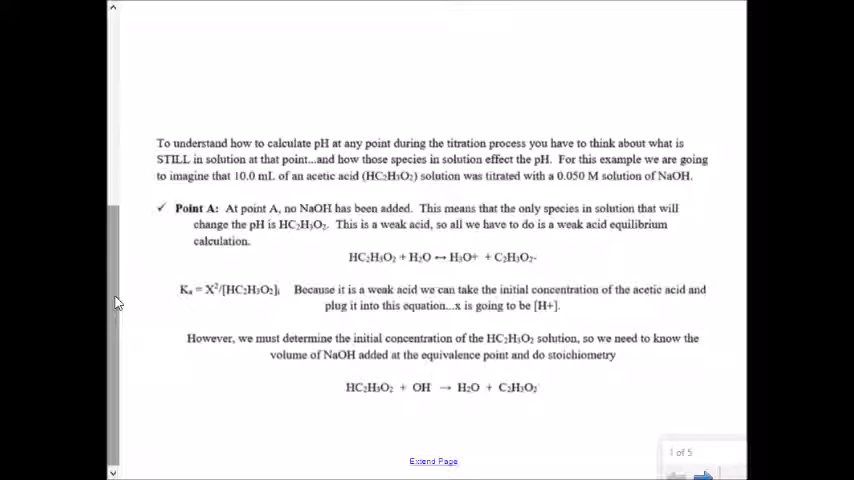 To understand how to calculate pH at any point during the titration process you have to think about what is
STILL in solution at that point...and how those species in solution effect the pH. For this example we are going
to imagine that 10.0 mL of an acetic acid (HC₂H₃O₂) solution was titrated with a 0.050 M solution of NaOH.
✓ Point A: At point A, no NaOH has been added. This means that the only species in solution that will
change the pH is HC₂H₃O₂. This is a weak acid, so all we have to do is a weak acid equilibrium
calculation.
HC₂H₃O₂ + H₂O ↔ H₃O+ + C₂H₃O₂-
Kₐ = X²/[HC₂H₃O₂]ᵢ Because it is a weak acid we can take the initial concentration of the acetic acid and
plug it into this equation...x is going to be [H+].
However, we must determine the initial concentration of the HC₂H₃O₂ solution, so we need to know the
volume of NaOH added at the equivalence point and do stoichiometry
HC₂H₃O₂ + OH → H₂O + C₂H₃O₂⁻
Extend Page
1 of 5